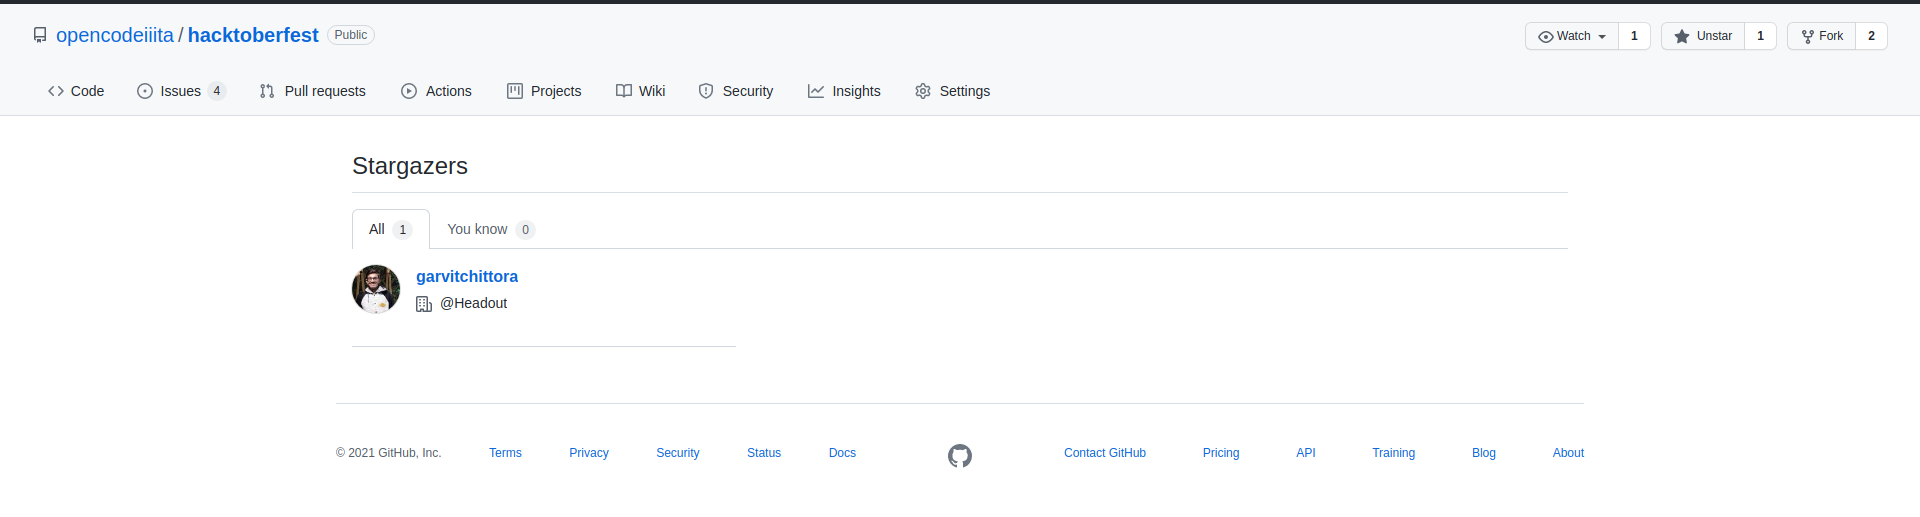 opencodeiiita / hacktoberfest Public Watch 1 Unstar 1 Fork 2
Code Issues 4 Pull requests Actions Projects Wiki Security Insights Settings
Stargazers
All 1 You know 0
garvitchittora
@Headout
© 2021 GitHub, Inc. Terms Privacy Security Status Docs Contact GitHub Pricing API Training Blog About